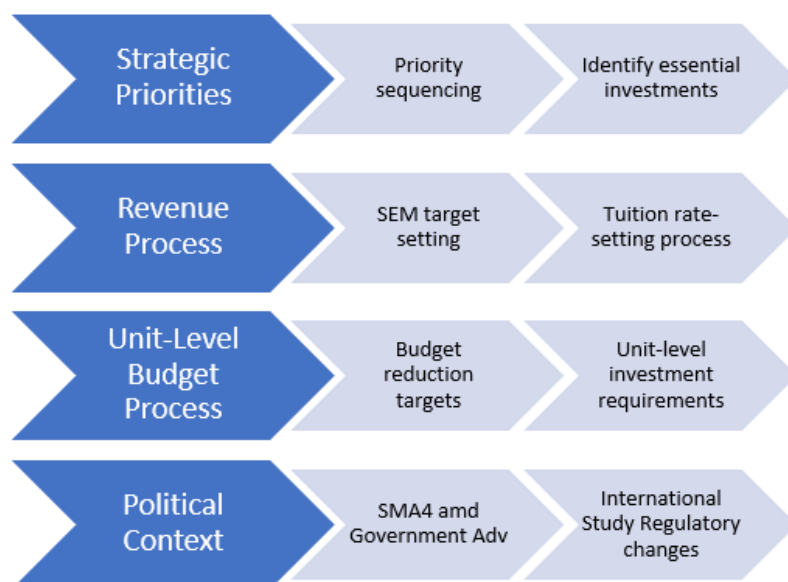 Strategic
Priorities
Priority
sequencing
Identify essential
investments
Revenue
Process
SEM target
setting
Tuition rate-
setting process
Unit-Level
Budget
Process
Budget
reduction
targets
Unit-level
investment
requirements
Political
Context
SMA4 amd
Government Adv
International
Study Regulatory
changes